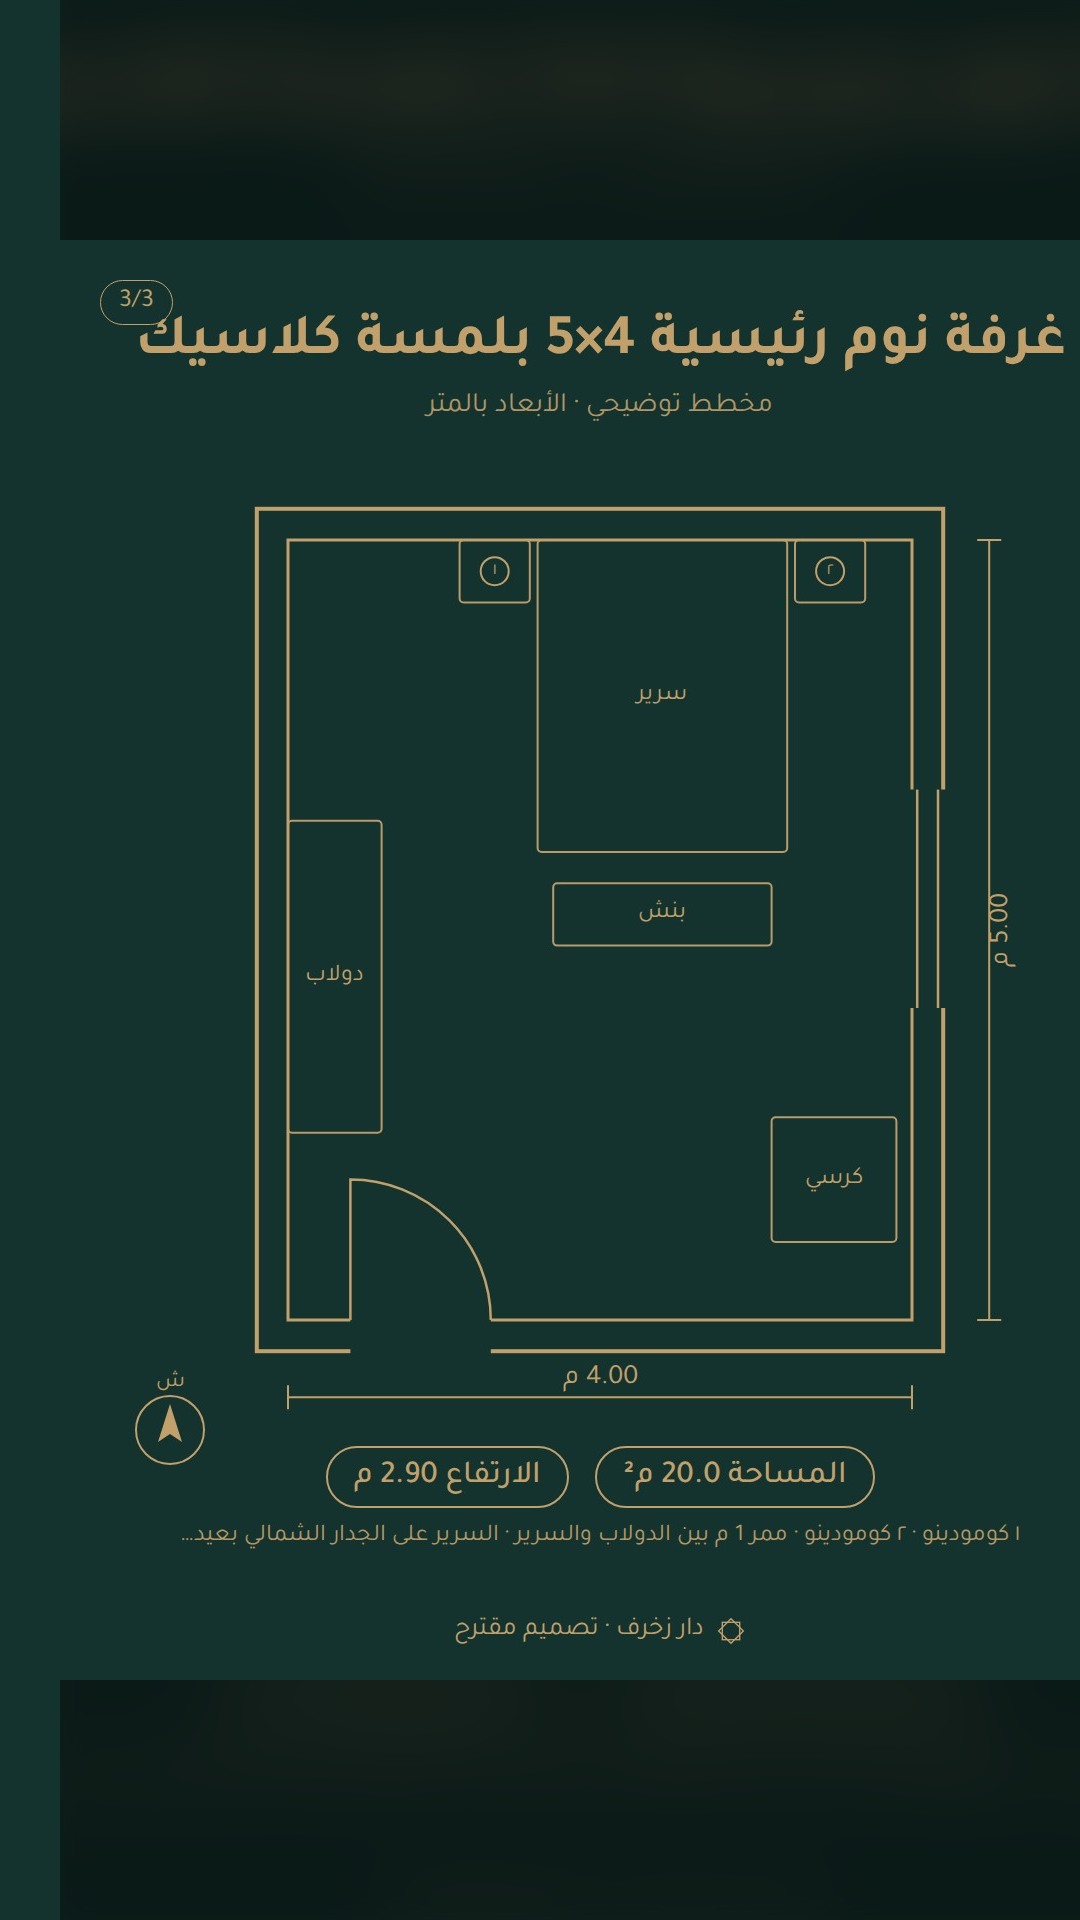 3/3
غرفة نوم رئيسية 4×5 بلمسة كلاسيك
مخطط توضيحي · الأبعاد بالمتر
١
٢
سرير
بنش
5.00 م
دولاب
كرسي
ش
4.00 م
المساحة 20.0 م²
الارتفاع 2.90 م
١ كومودينو · ٢ كومودينو · ممر 1 م بين الدولاب والسرير · السرير على الجدار الشمالي بعيد...
دار زخرف · تصميم مقترح